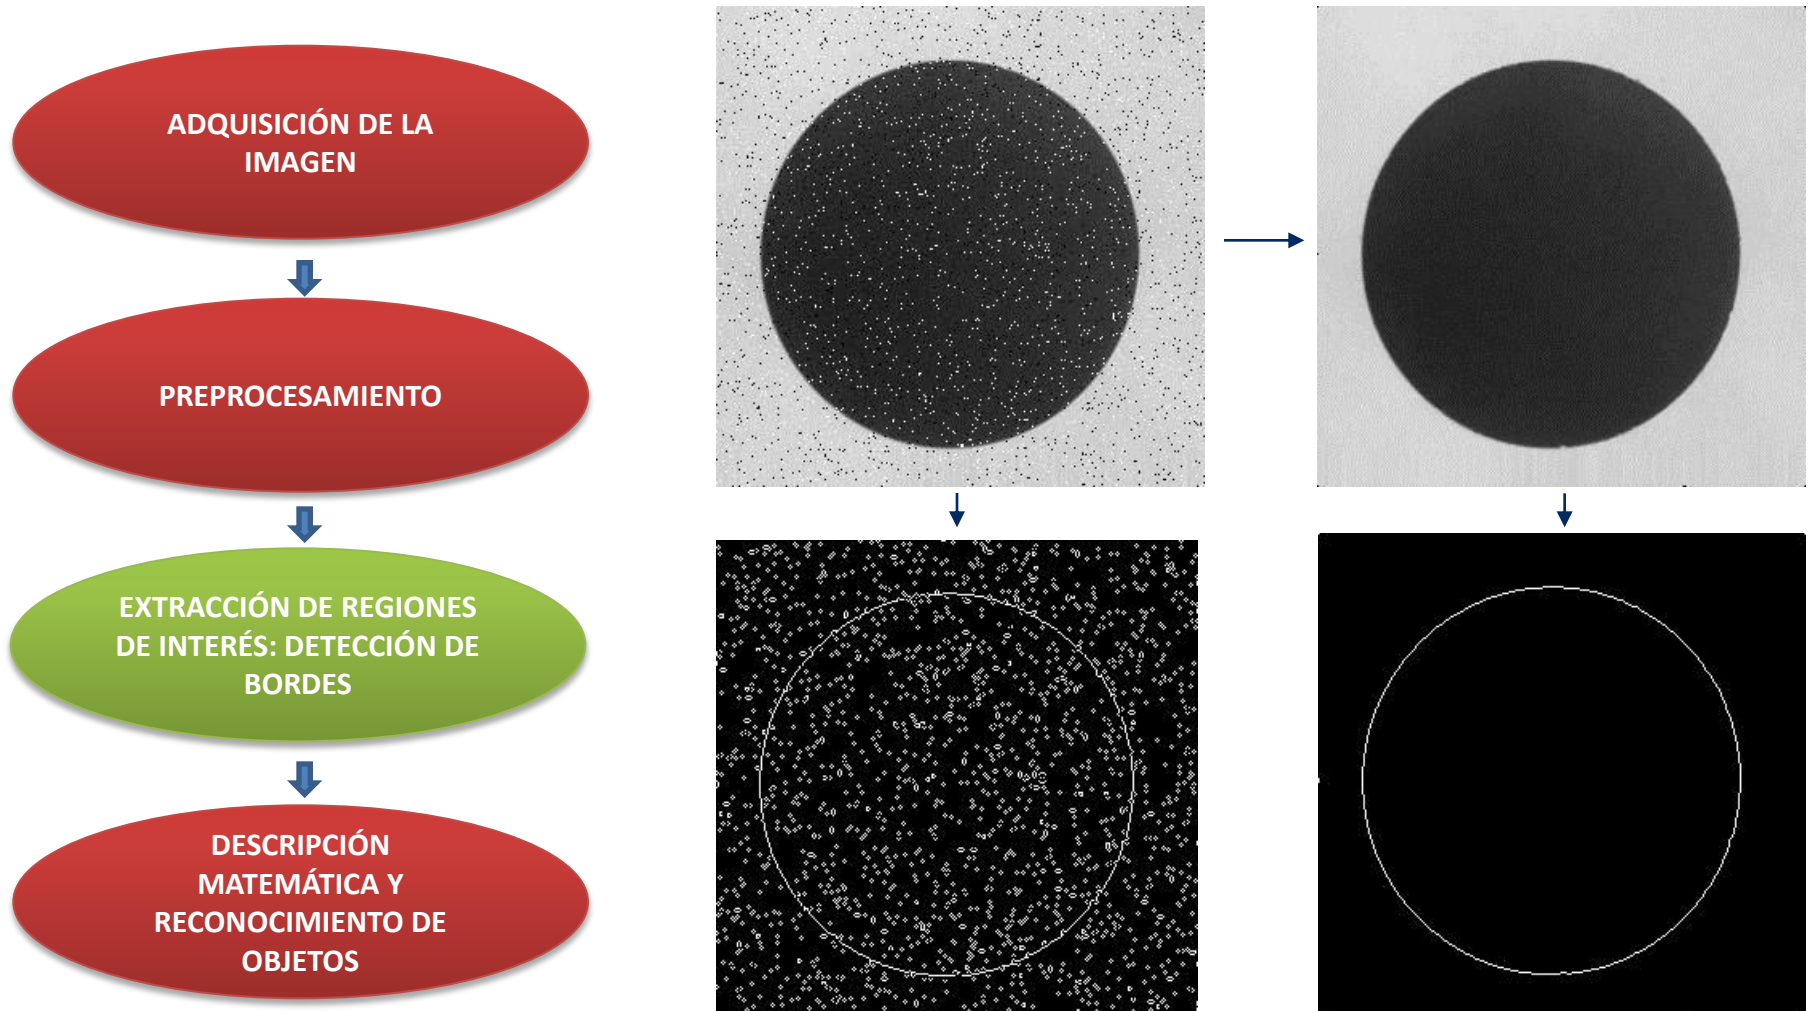 ADQUISICIÓN DE LA
IMAGEN
PREPROCESAMIENTO
EXTRACCIÓN DE REGIONES
DE INTERÉS: DETECCIÓN DE
BORDES
DESCRIPCIÓN
MATEMÁTICA Y
RECONOCIMIENTO DE
OBJETOS